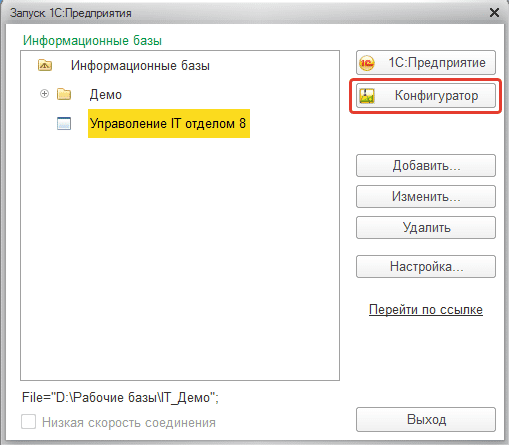 Запуск 1С:Предприятия
Информационные базы
Информационные базы
Демо
Управоление IT отделом 8
1С:Предприятие
Конфигуратор
Добавить...
Изменить...
Удалить
Настройка...
Перейти по ссылке
File="D:\Рабочие базы\IT_Демо";
Низкая скорость соединения
Выход